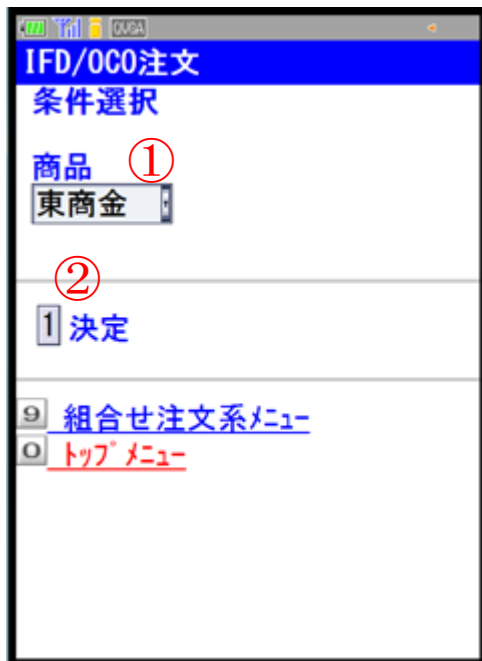 QVGA
IFD/OCO注文
条件選択
商品 ①
東商金
②
1 決定
9 組合せ注文系ﾒﾆｭｰ
0 ﾄｯﾌﾟﾒﾆｭｰ